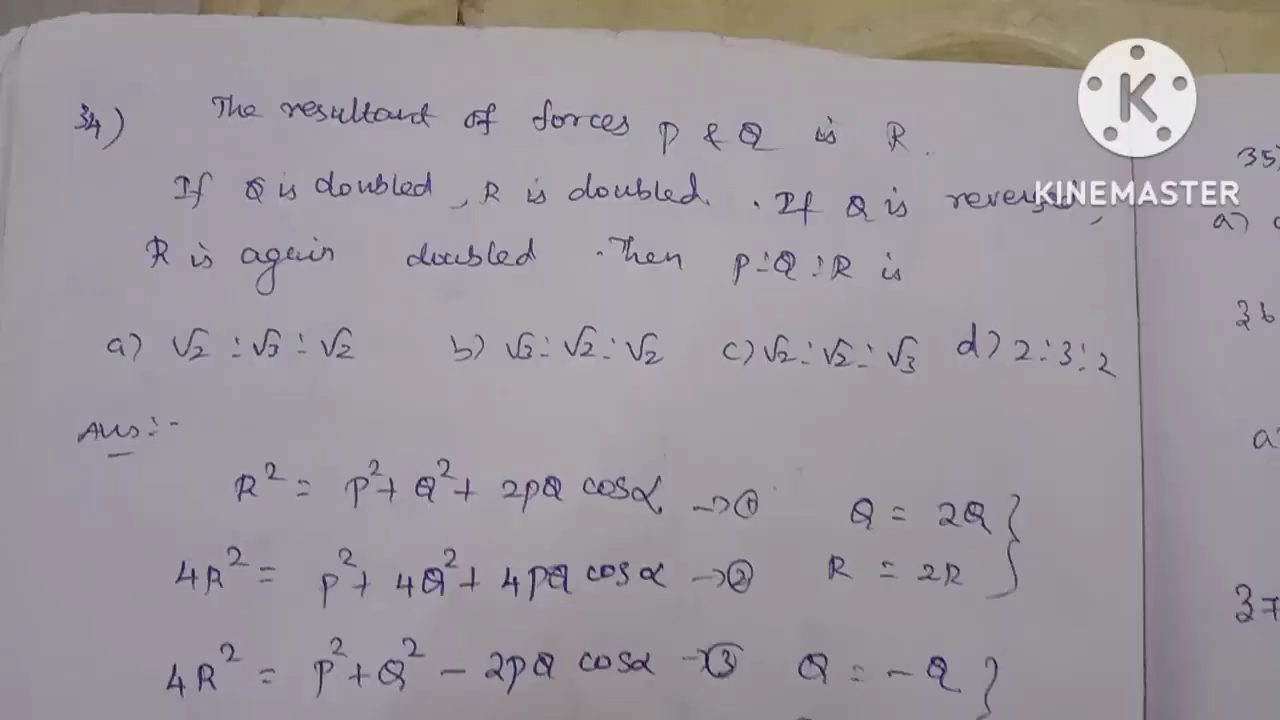 34) The resultant of forces P & Q is R.
If Q is doubled, R is doubled. If Q is
R is again doubled. Then P:Q:R is
a) √2 : √3 : √2 b) √3 : √2 : √2 c) √2 : √2 : √3 d) 2:3:2
Ans:-
R² = P² + Q² + 2PQ cosα → ①
Q = 2Q }
4R² = P² + 4Q² + 4PQ cosα → ②
R = 2R
4R² = P² + Q² - 2PQ cosα → ③
Q = -Q }
K
KINEMASTER
35)
a)
36
a
37